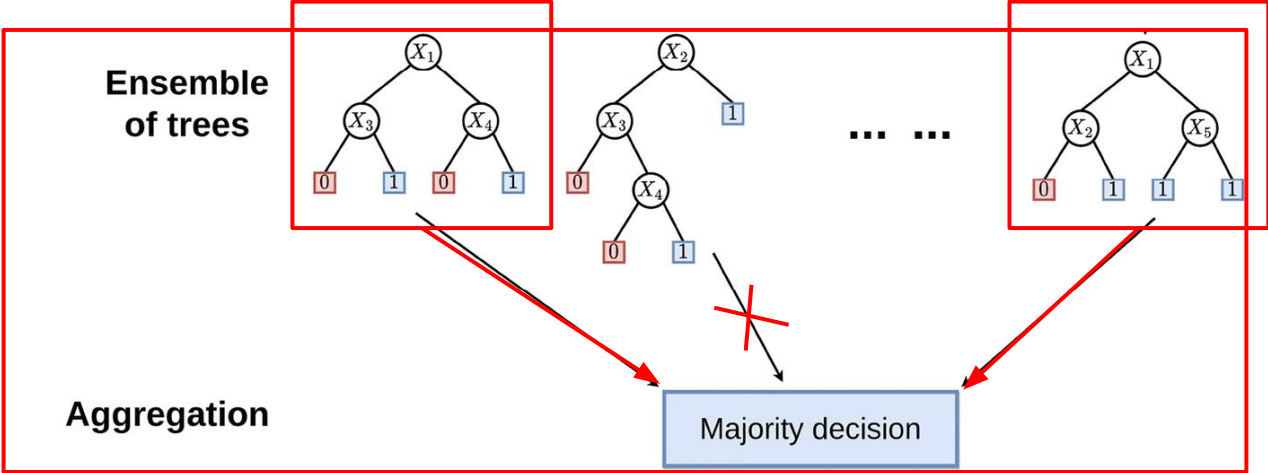 Ensemble
of trees
X₁
X₃ X₄
0 1 0 1
X₂
X₃ 1
0 X₄
0 1
... ...
X₁
X₂ X₅
0 1 1 1
Aggregation
Majority decision